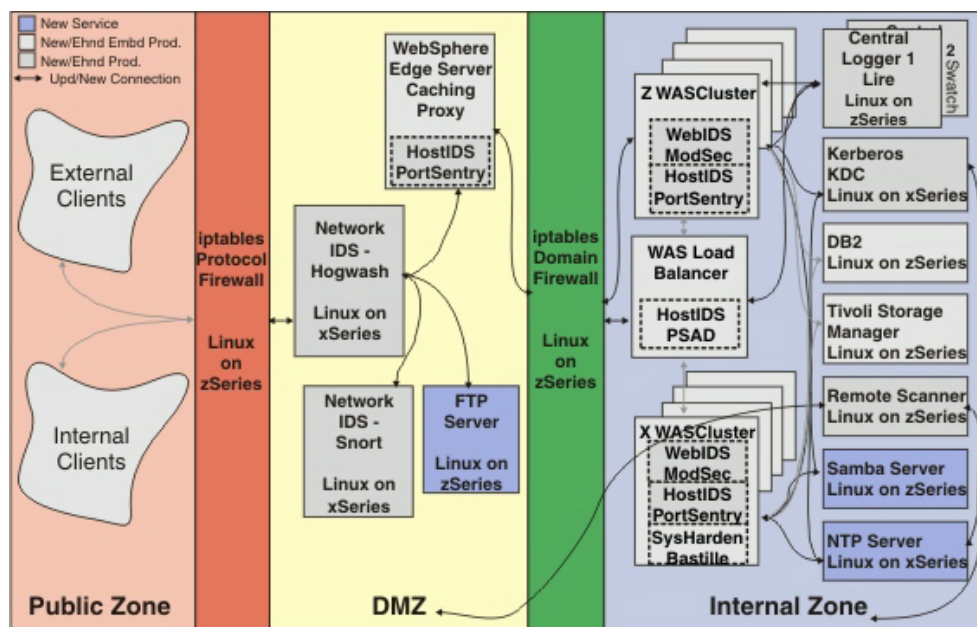 New Service
New/Ehnd Embd Prod.
New/Ehnd Prod.
Upd/New Connection
External
Clients
Internal
Clients
Public Zone
iptables
Protocol
Firewall
Linux
on
zSeries
WebSphere
Edge Server
Caching
Proxy
HostIDS
PortSentry
Network
IDS -
Hogwash
Linux on
xSeries
Network
IDS -
Snort
Linux on
xSeries
FTP
Server
Linux on
zSeries
DMZ
iptables
Domain
Firewall
Linux
on
zSeries
Z WASCluster
WebIDS
ModSec
HostIDS
PortSentry
WAS Load
Balancer
HostIDS
PSAD
X WASCluster
WebIDS
ModSec
HostIDS
PortSentry
SysHarden
Bastille
Central
Logger 1
Lire
Linux on
zSeries
2
Swatch
Kerberos
KDC
Linux on xSeries
DB2
Linux on zSeries
Tivoli Storage
Manager
Linux on zSeries
Remote Scanner
Linux on zSeries
Samba Server
Linux on zSeries
NTP Server
Linux on xSeries
Internal Zone